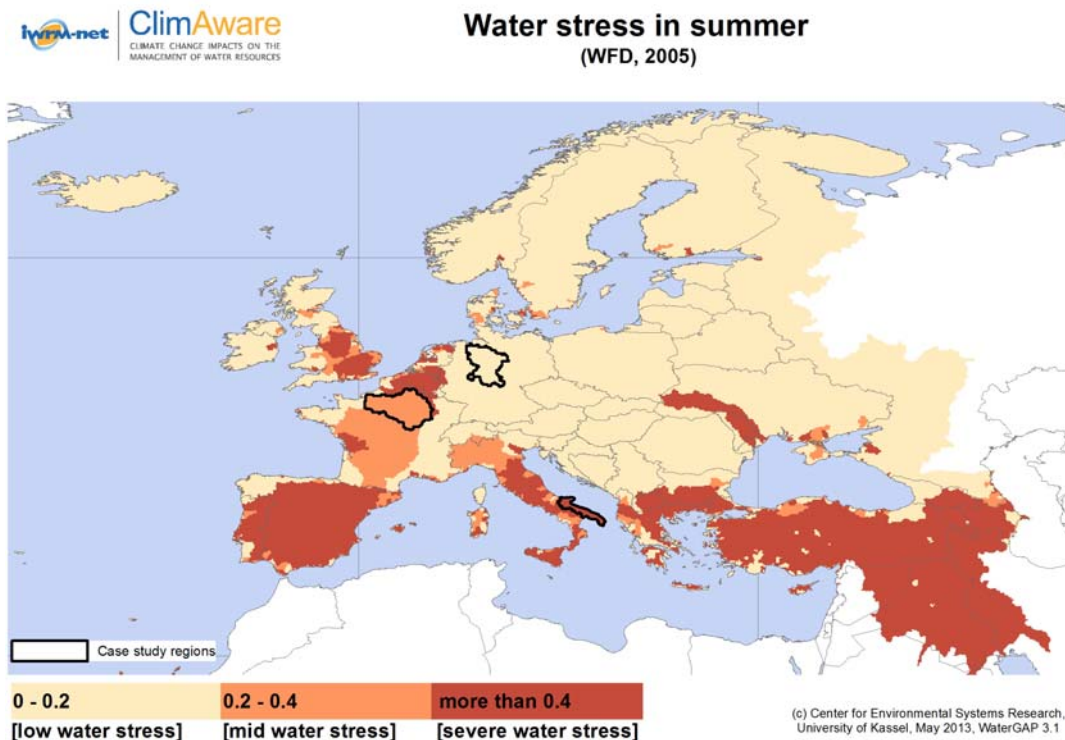 iwrm-net
ClimAware
CLIMATE CHANGE IMPACTS ON THE
MANAGEMENT OF WATER RESOURCES
Water stress in summer
(WFD, 2005)
Case study regions
0 - 0.2
0.2 - 0.4
more than 0.4
[low water stress]
[mid water stress]
[severe water stress]
(c) Center for Environmental Systems Research,
University of Kassel, May 2013, WaterGAP 3.1